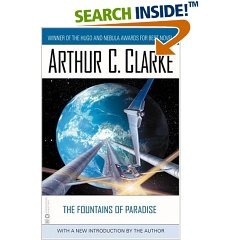 SEARCH INSIDE!™
WINNER OF THE HUGO AND NEBULA AWARDS FOR BEST NOVEL
ARTHUR C. CLARKE
THE FOUNTAINS OF PARADISE
WITH A NEW INTRODUCTION BY THE AUTHOR